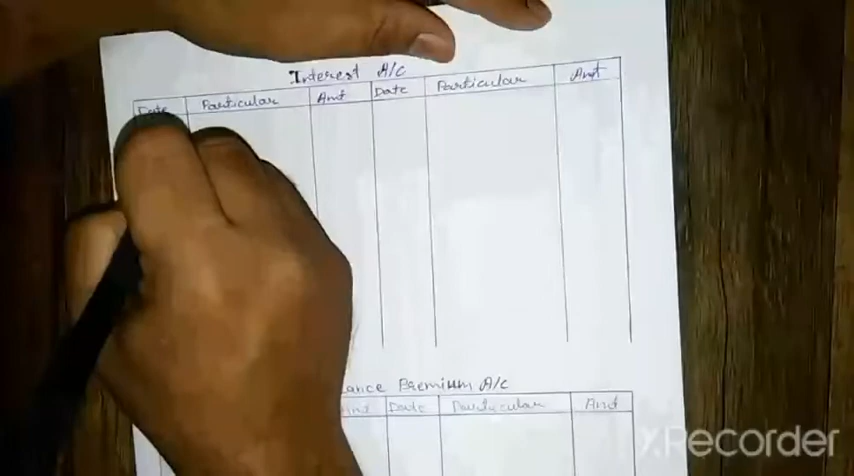 Interest A/C
Date Particular Amt Date Particular Amt
Premium A/C
Date Particular Amt
XRecorder